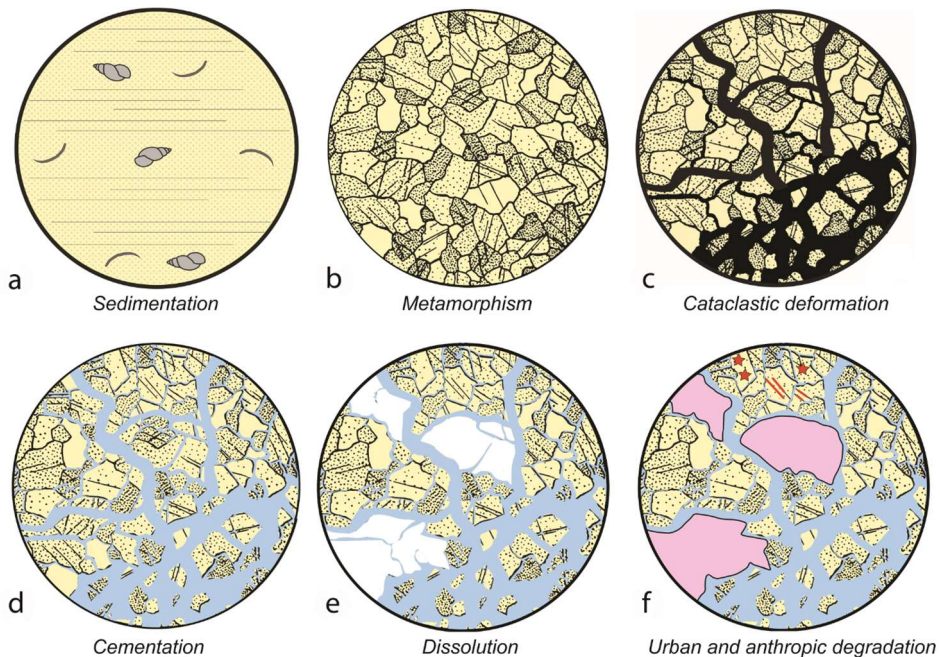 a
Sedimentation
b
Metamorphism
c
Cataclastic deformation
d
Cementation
e
Dissolution
f
Urban and anthropic degradation